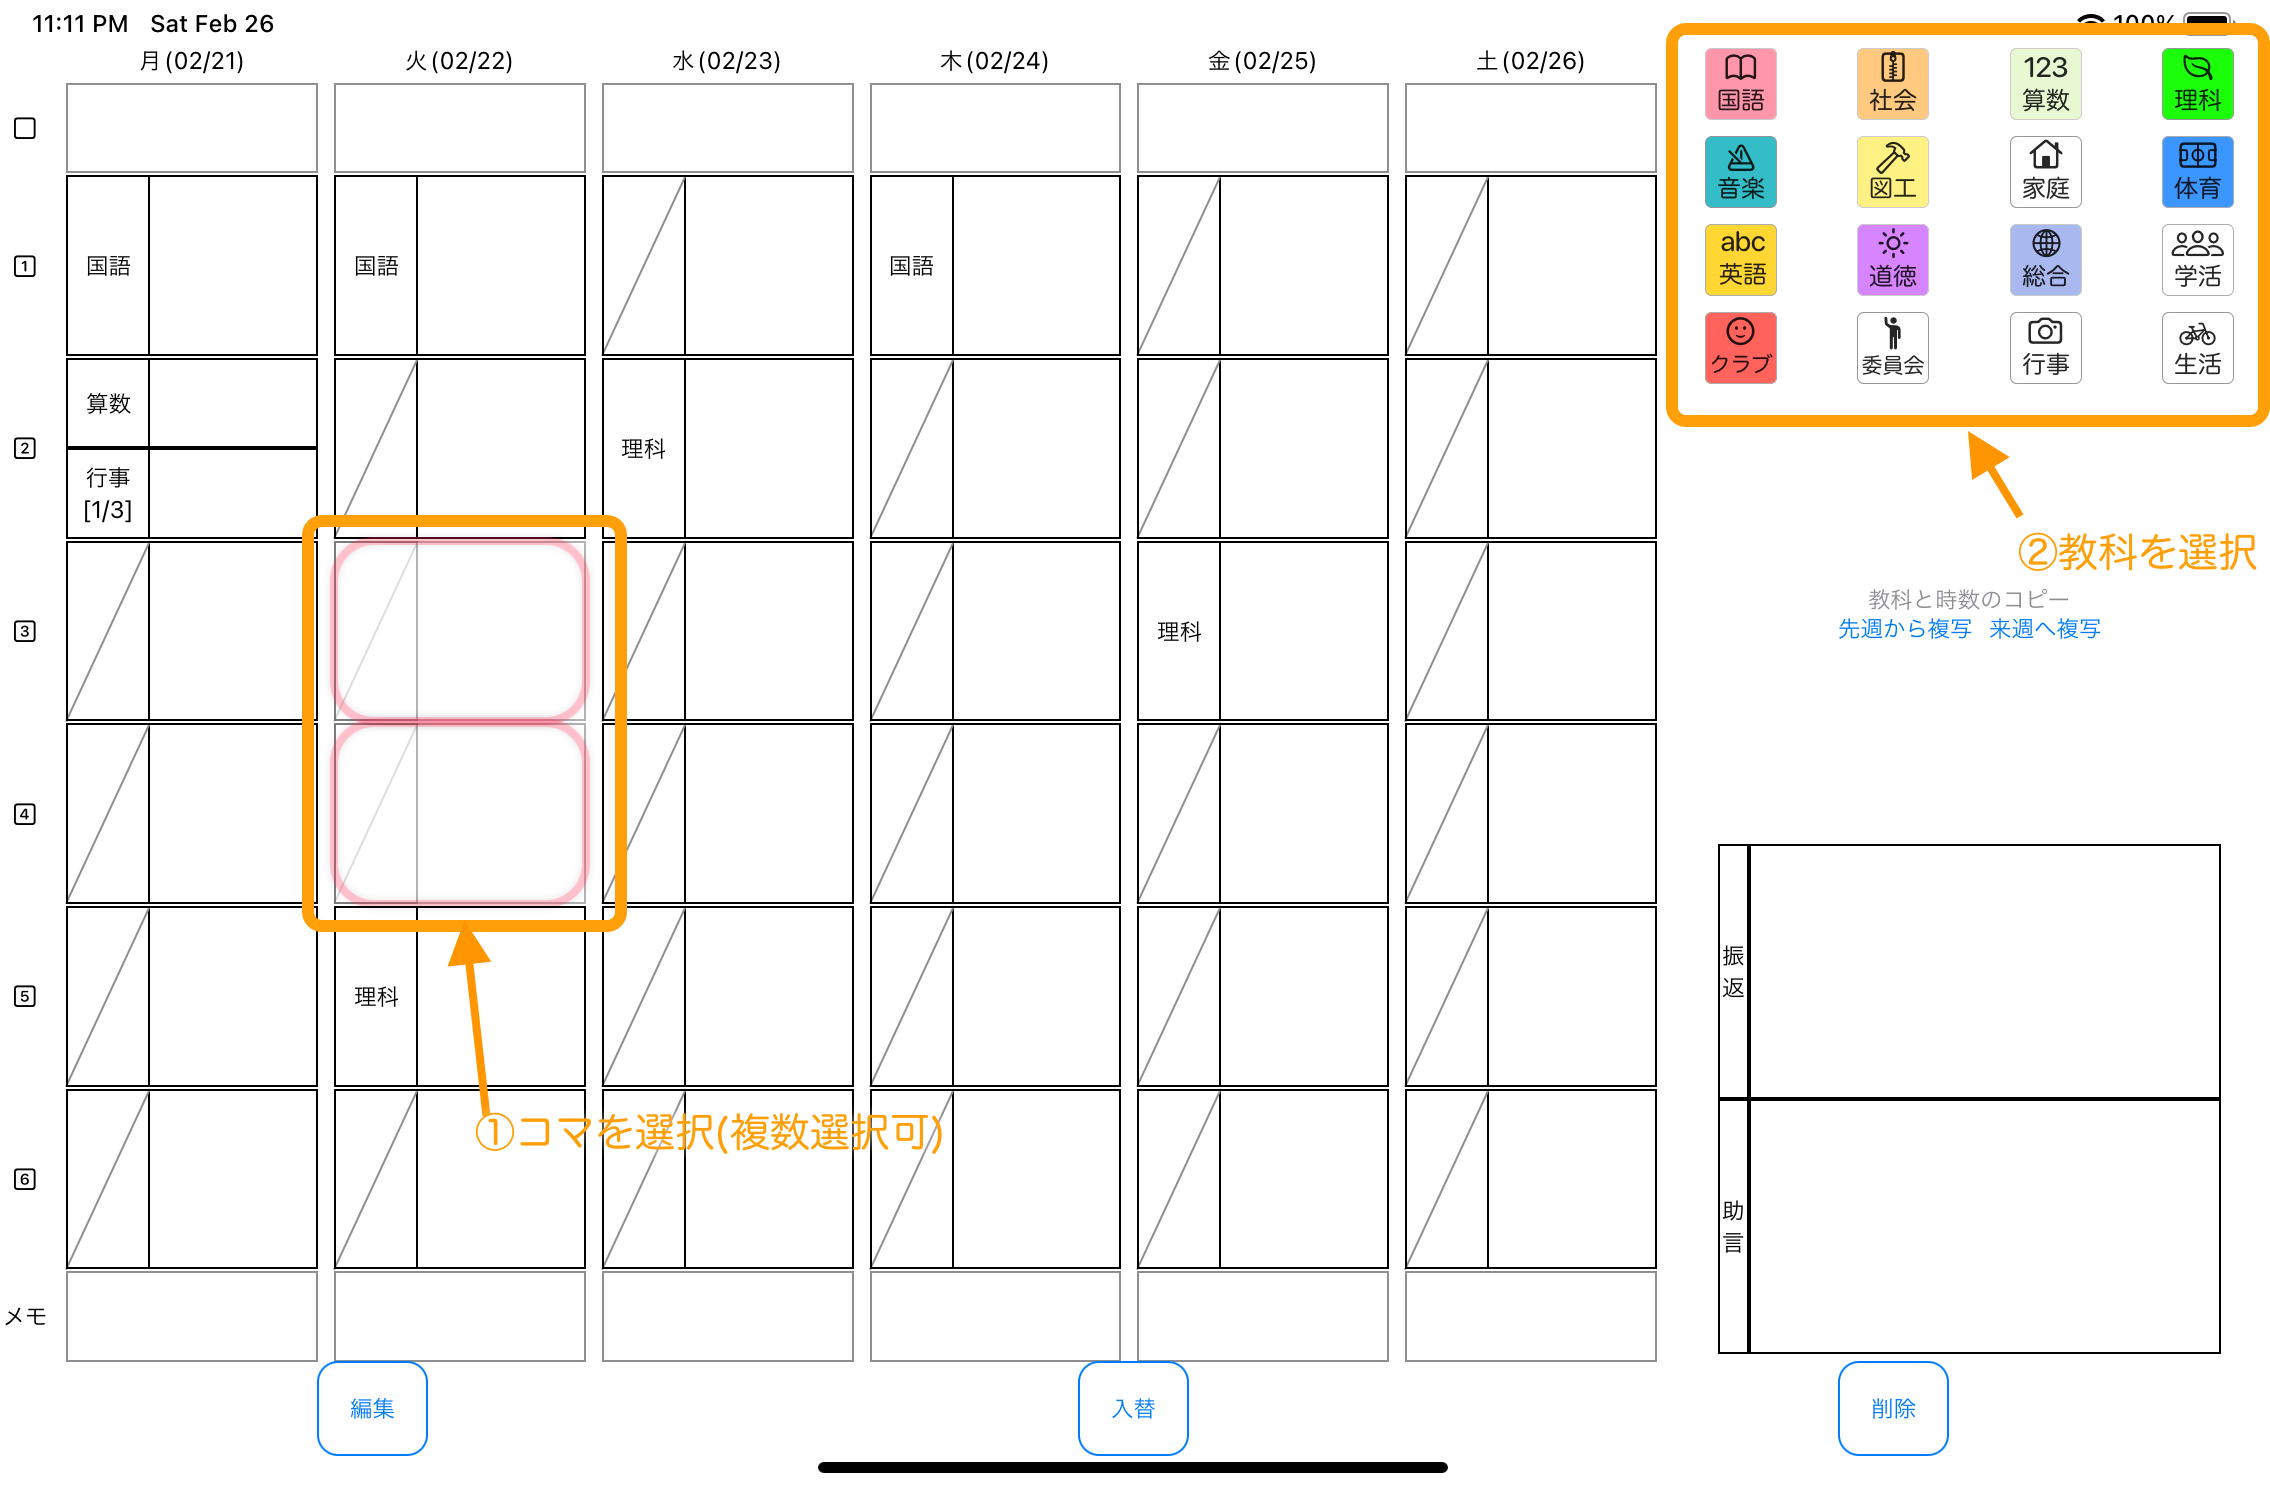 11:11 PM Sat Feb 26
100%
月(02/21) 火(02/22) 水(02/23) 木(02/24) 金(02/25) 土(02/26)
1 国語 国語 国語
2 算数 理科
行事
[1/3]
3 理科
4
5 理科
6
メモ
①コマを選択(複数選択可)
国語 社会 123 算数 理科
音楽 図工 家庭 体育
abc 英語 道徳 総合 学活
クラブ 委員会 行事 生活
②教科を選択
教科と時数のコピー
先週から複写 来週へ複写
振返
助言
編集 入替 削除